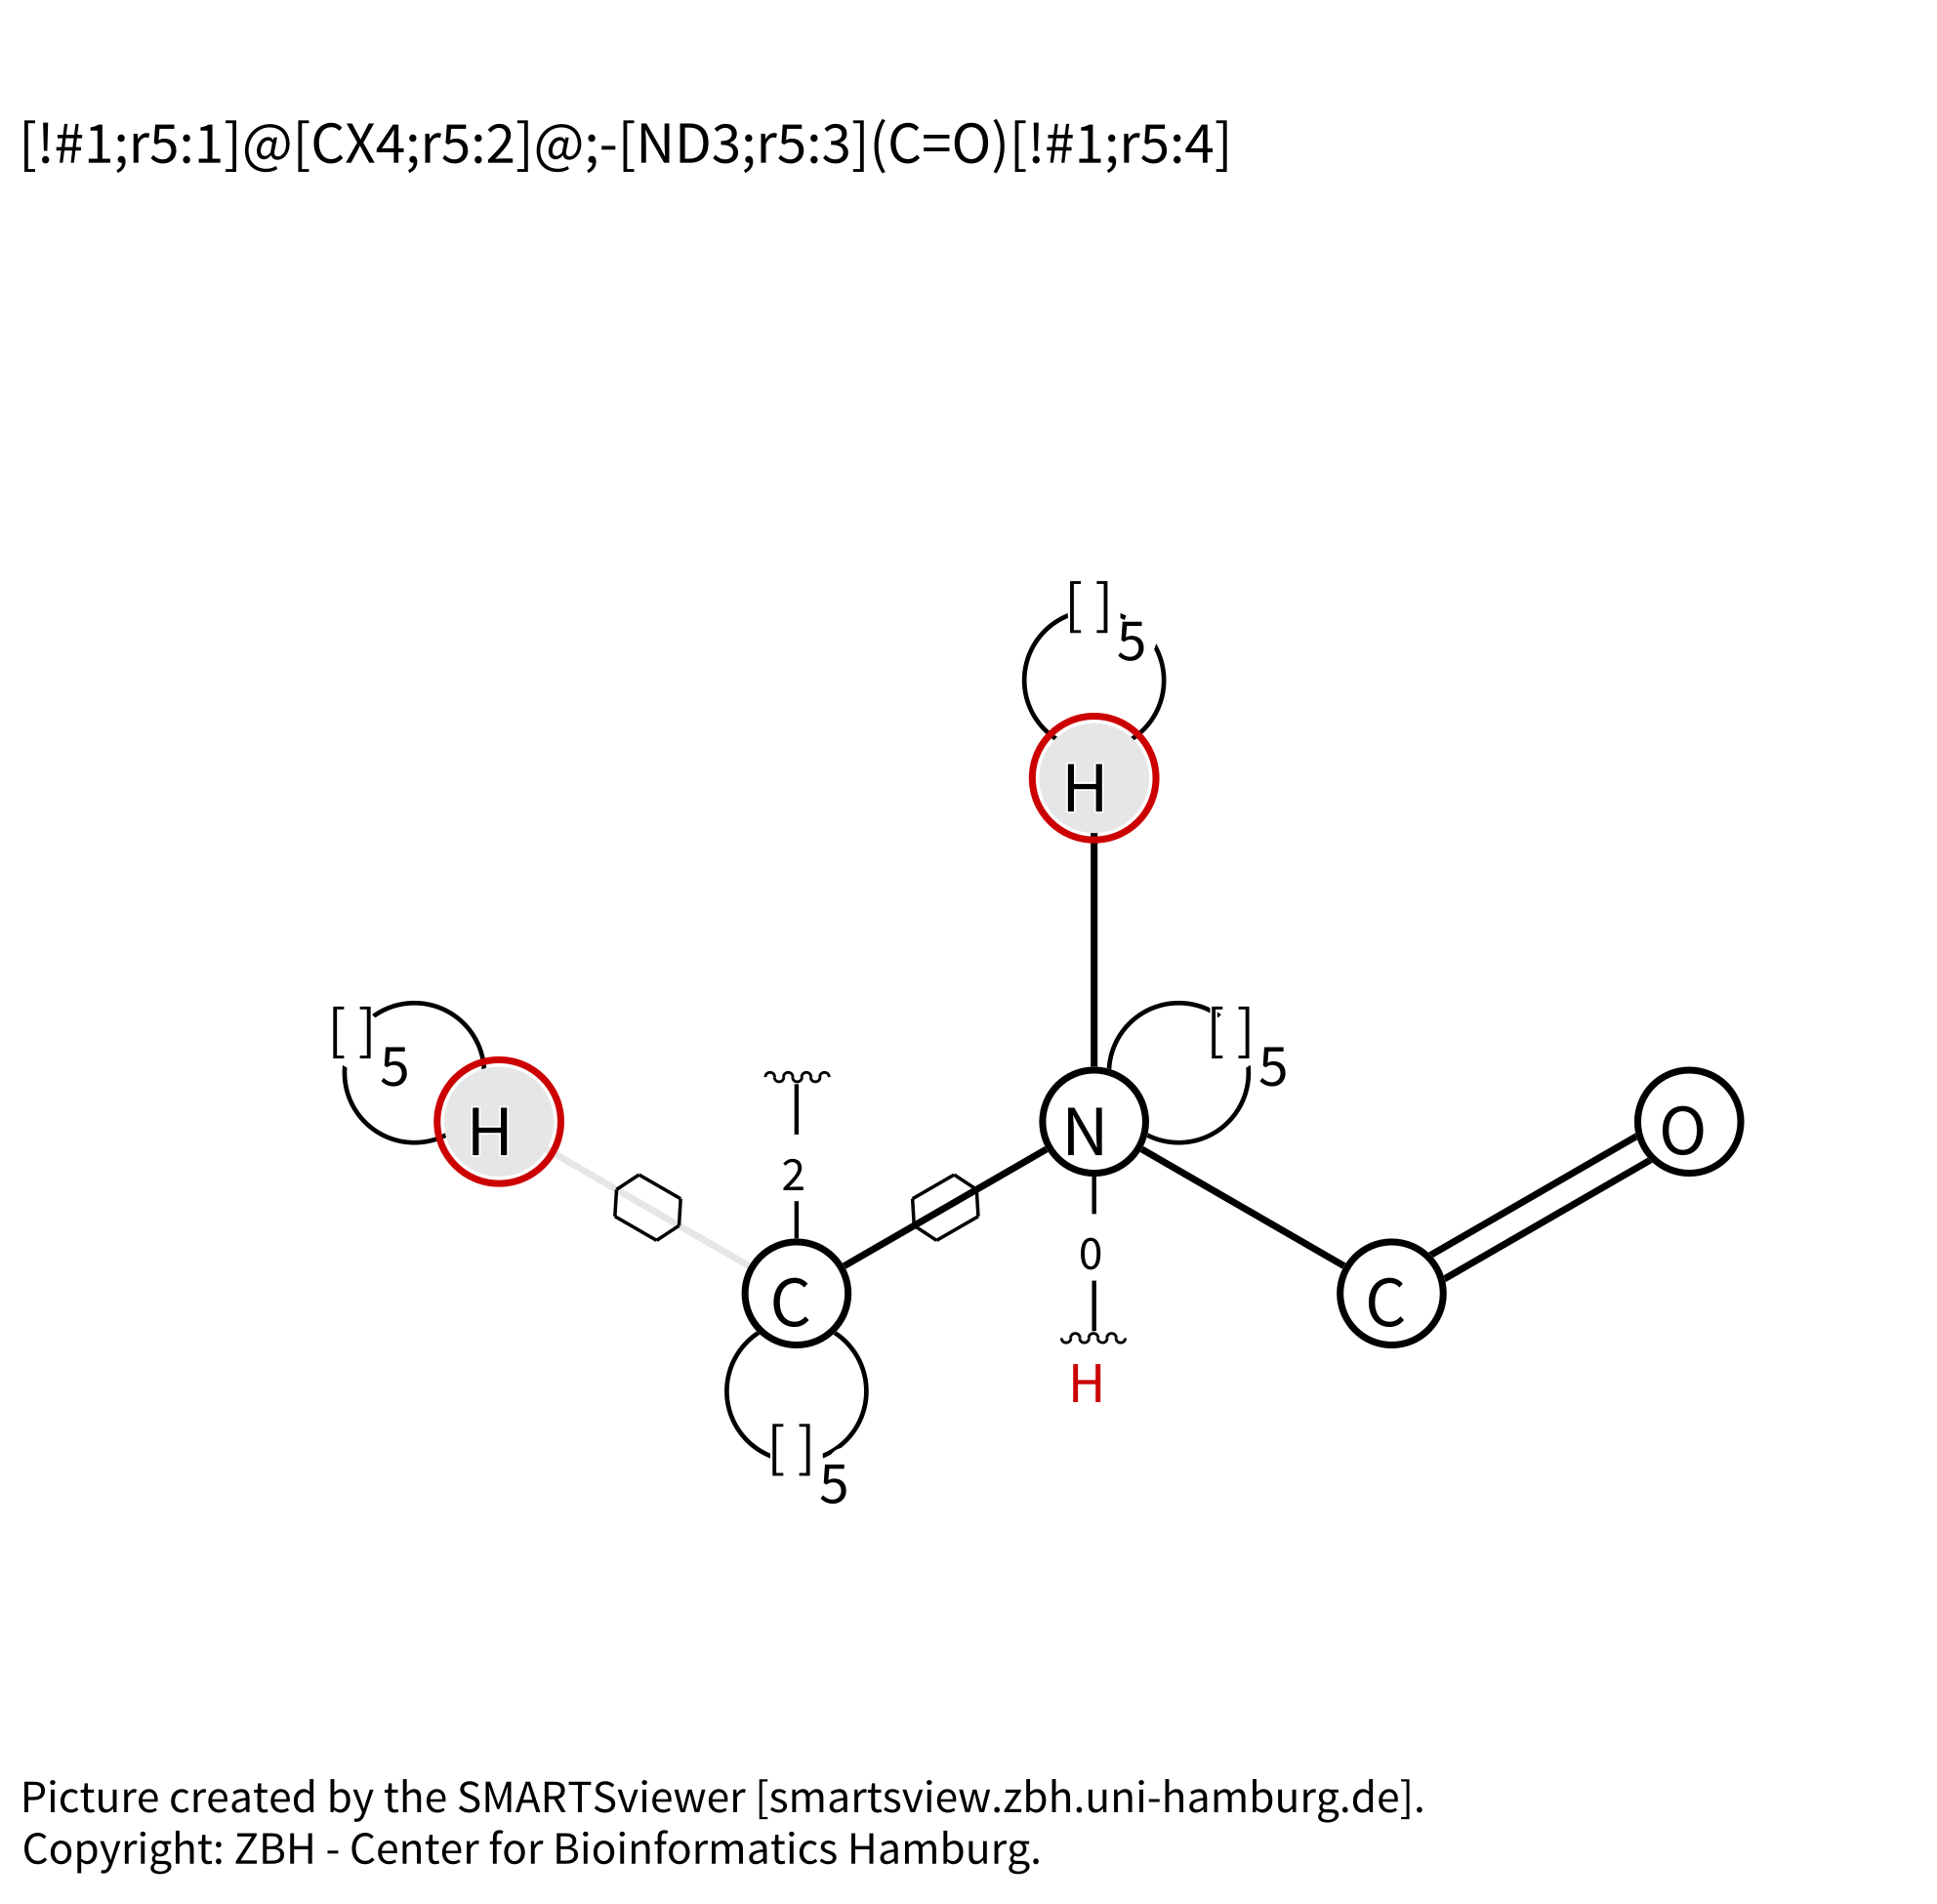 [!#1;r5:1]@[CX4;r5:2]@;-[ND3;r5:3](C=O)[!#1;r5:4]
[ ]5
H
[ ]5
[ ]5
H
2
N
O
0
C
C
H
[ ]5
Picture created by the SMARTSviewer [smartsview.zbh.uni-hamburg.de].
Copyright: ZBH - Center for Bioinformatics Hamburg.